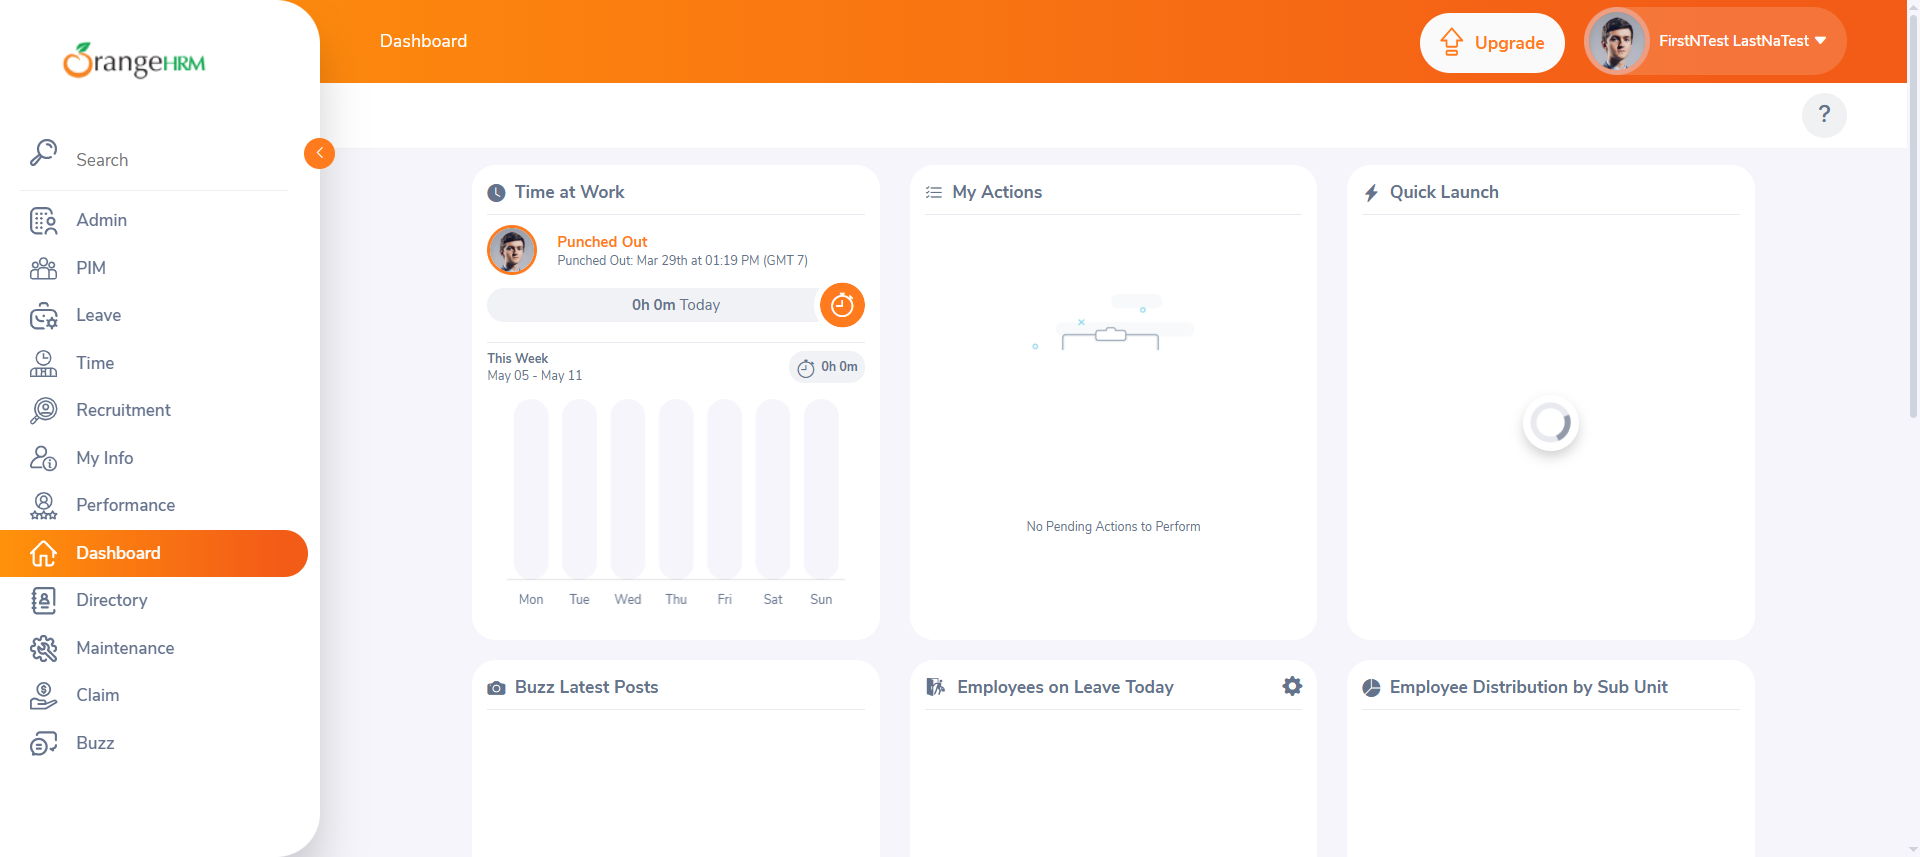 OrangeHRM
Dashboard
Upgrade
FirstNTest LastNaTest
?
Search
Admin
PIM
Leave
Time
Recruitment
My Info
Performance
Dashboard
Directory
Maintenance
Claim
Buzz
Time at Work
Punched Out
Punched Out: Mar 29th at 01:19 PM (GMT 7)
0h 0m Today
This Week
May 05 - May 11
0h 0m
Mon Tue Wed Thu Fri Sat Sun
My Actions
No Pending Actions to Perform
Quick Launch
Buzz Latest Posts
Employees on Leave Today
Employee Distribution by Sub Unit